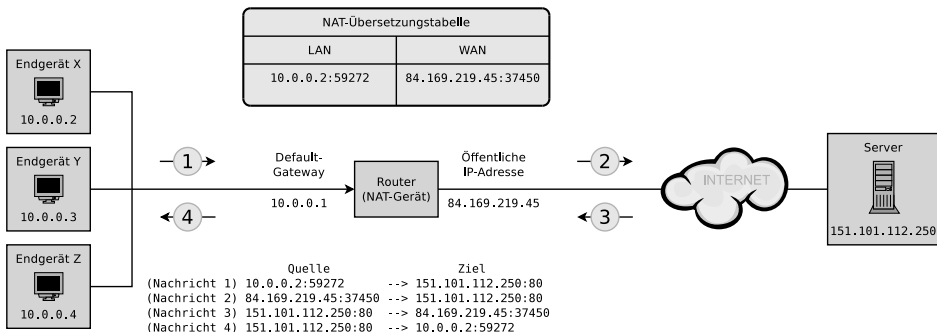 NAT-Übersetzungstabelle
LAN WAN
10.0.0.2:59272 84.169.219.45:37450
Endgerät X
10.0.0.2
Endgerät Y
10.0.0.3
Endgerät Z
10.0.0.4
1
4
Default-
Gateway
10.0.0.1
Router
(NAT-Gerät)
Öffentliche
IP-Adresse
84.169.219.45
2
3
INTERNET
Server
151.101.112.250
Quelle Ziel
(Nachricht 1) 10.0.0.2:59272 --> 151.101.112.250:80
(Nachricht 2) 84.169.219.45:37450 --> 151.101.112.250:80
(Nachricht 3) 151.101.112.250:80 --> 84.169.219.45:37450
(Nachricht 4) 151.101.112.250:80 --> 10.0.0.2:59272